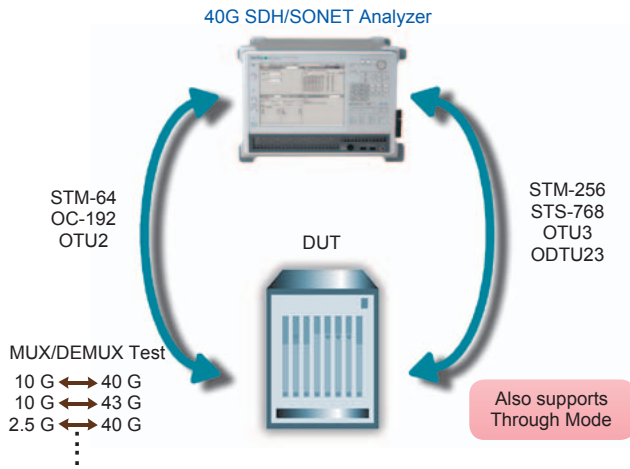 40G SDH/SONET Analyzer
STM-64
OC-192
OTU2
STM-256
STS-768
OTU3
ODTU23
DUT
MUX/DEMUX Test
10 G 40 G
10 G 43 G
2.5 G 40 G
Also supports
Through Mode